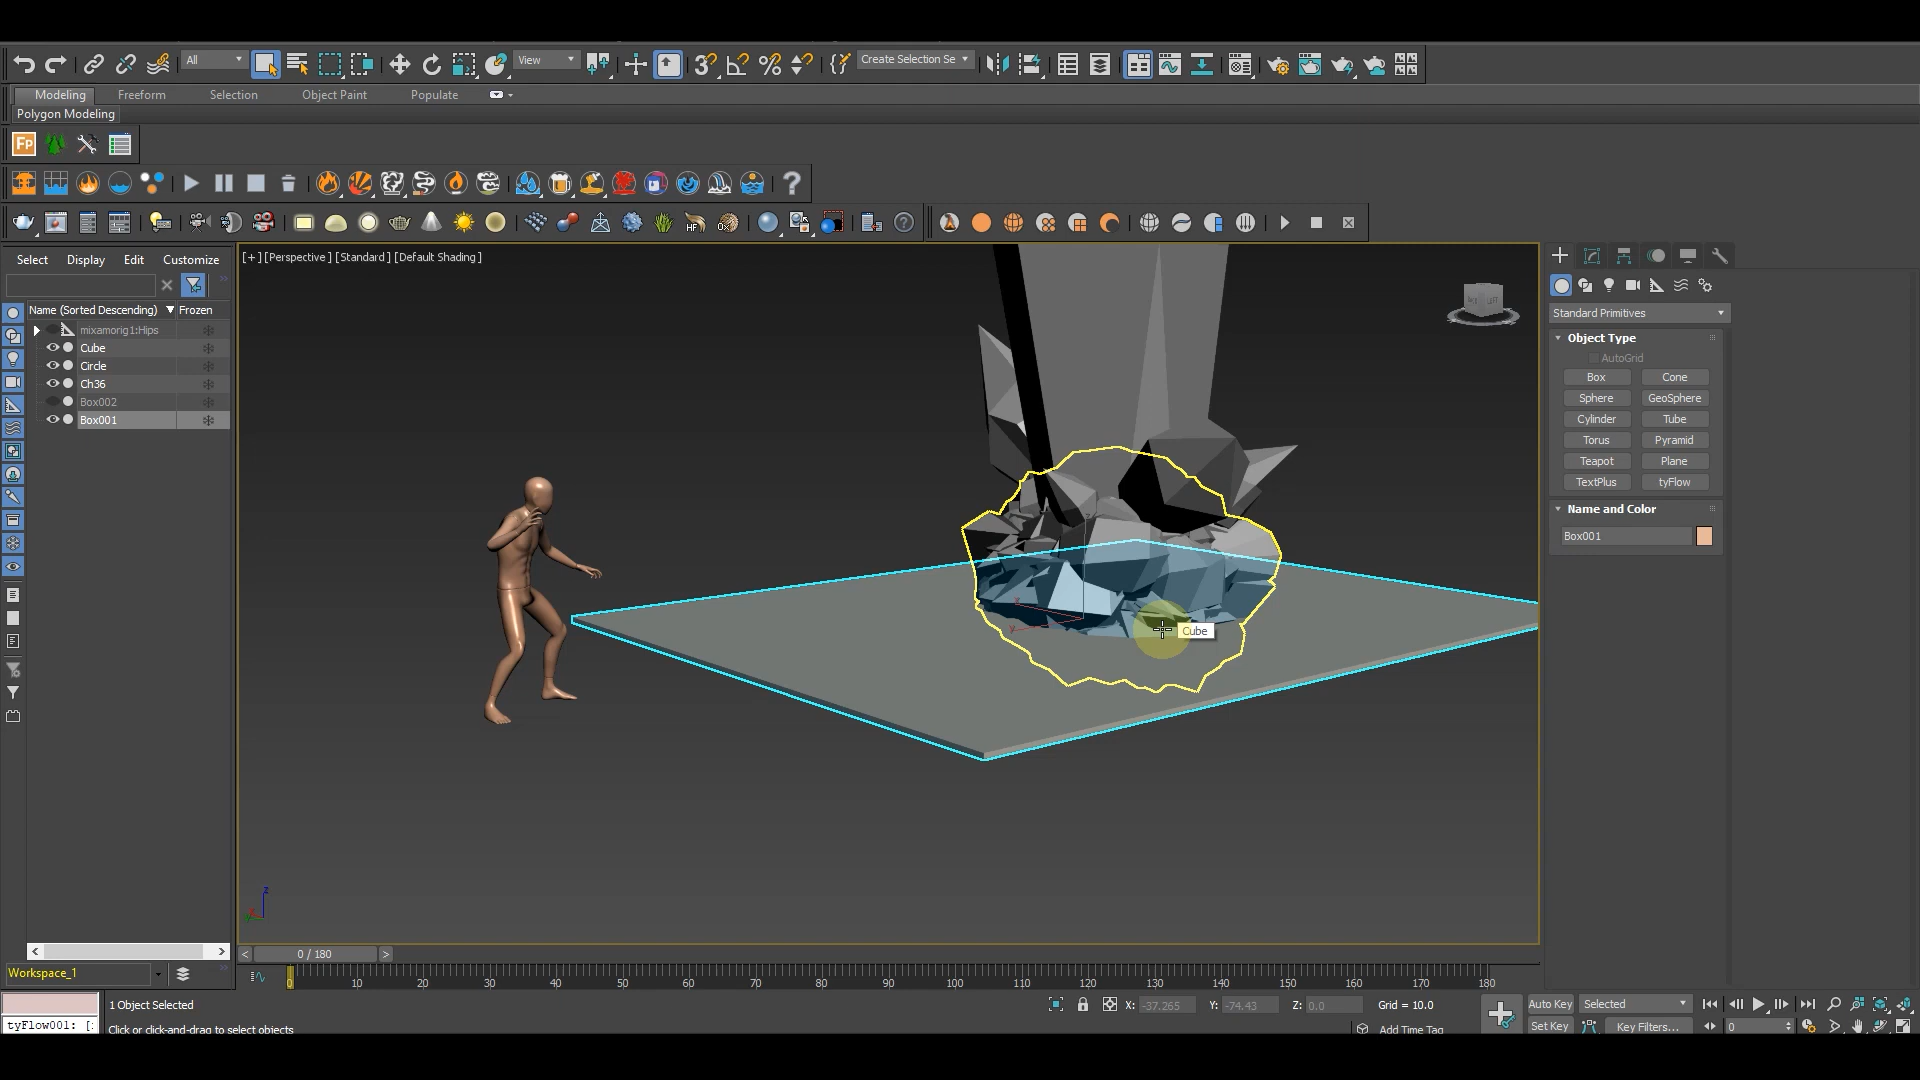 All
View
Create Selection Se
Modeling Freeform Selection Object Paint Populate
Polygon Modeling
Fp
HF
Select Display Edit Customize
Name (Sorted Descending) Frozen
mixamorig1:Hips
Cube
Circle
Ch36
Box002
Box001
[+] [Perspective] [Standard] [Default Shading]
Cube
x
y
z
Standard Primitives
Object Type
AutoGrid
Box Cone
Sphere GeoSphere
Cylinder Tube
Torus Pyramid
Teapot Plane
TextPlus tyFlow
Name and Color
Box001
< 0 / 180 >
Workspace_1
0 10 20 30 40 50 60 70 80 90 100 110 120 130 140 150 160 170 180
1 Object Selected
X: -37.265 Y: -74.43 Z: 0.0 Grid = 10.0
Auto Key Selected
tyFlow001: [:
Click or click-and-drag to select objects
Add Time Tag
Set Key Key Filters... 0